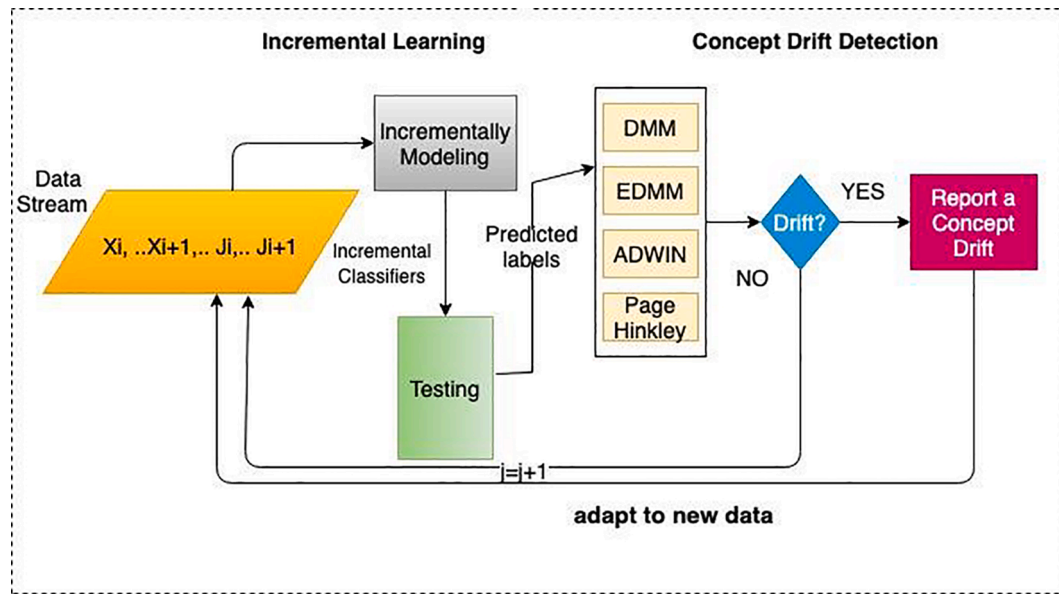 Incremental Learning
Concept Drift Detection
Data
Stream
Xi, ..Xi+1,.. Ji,.. Ji+1
Incrementally
Modeling
Incremental
Classifiers
Testing
Predicted
labels
DMM
EDMM
ADWIN
Page
Hinkley
Drift?
YES
NO
Report a
Concept
Drift
j=j+1
adapt to new data